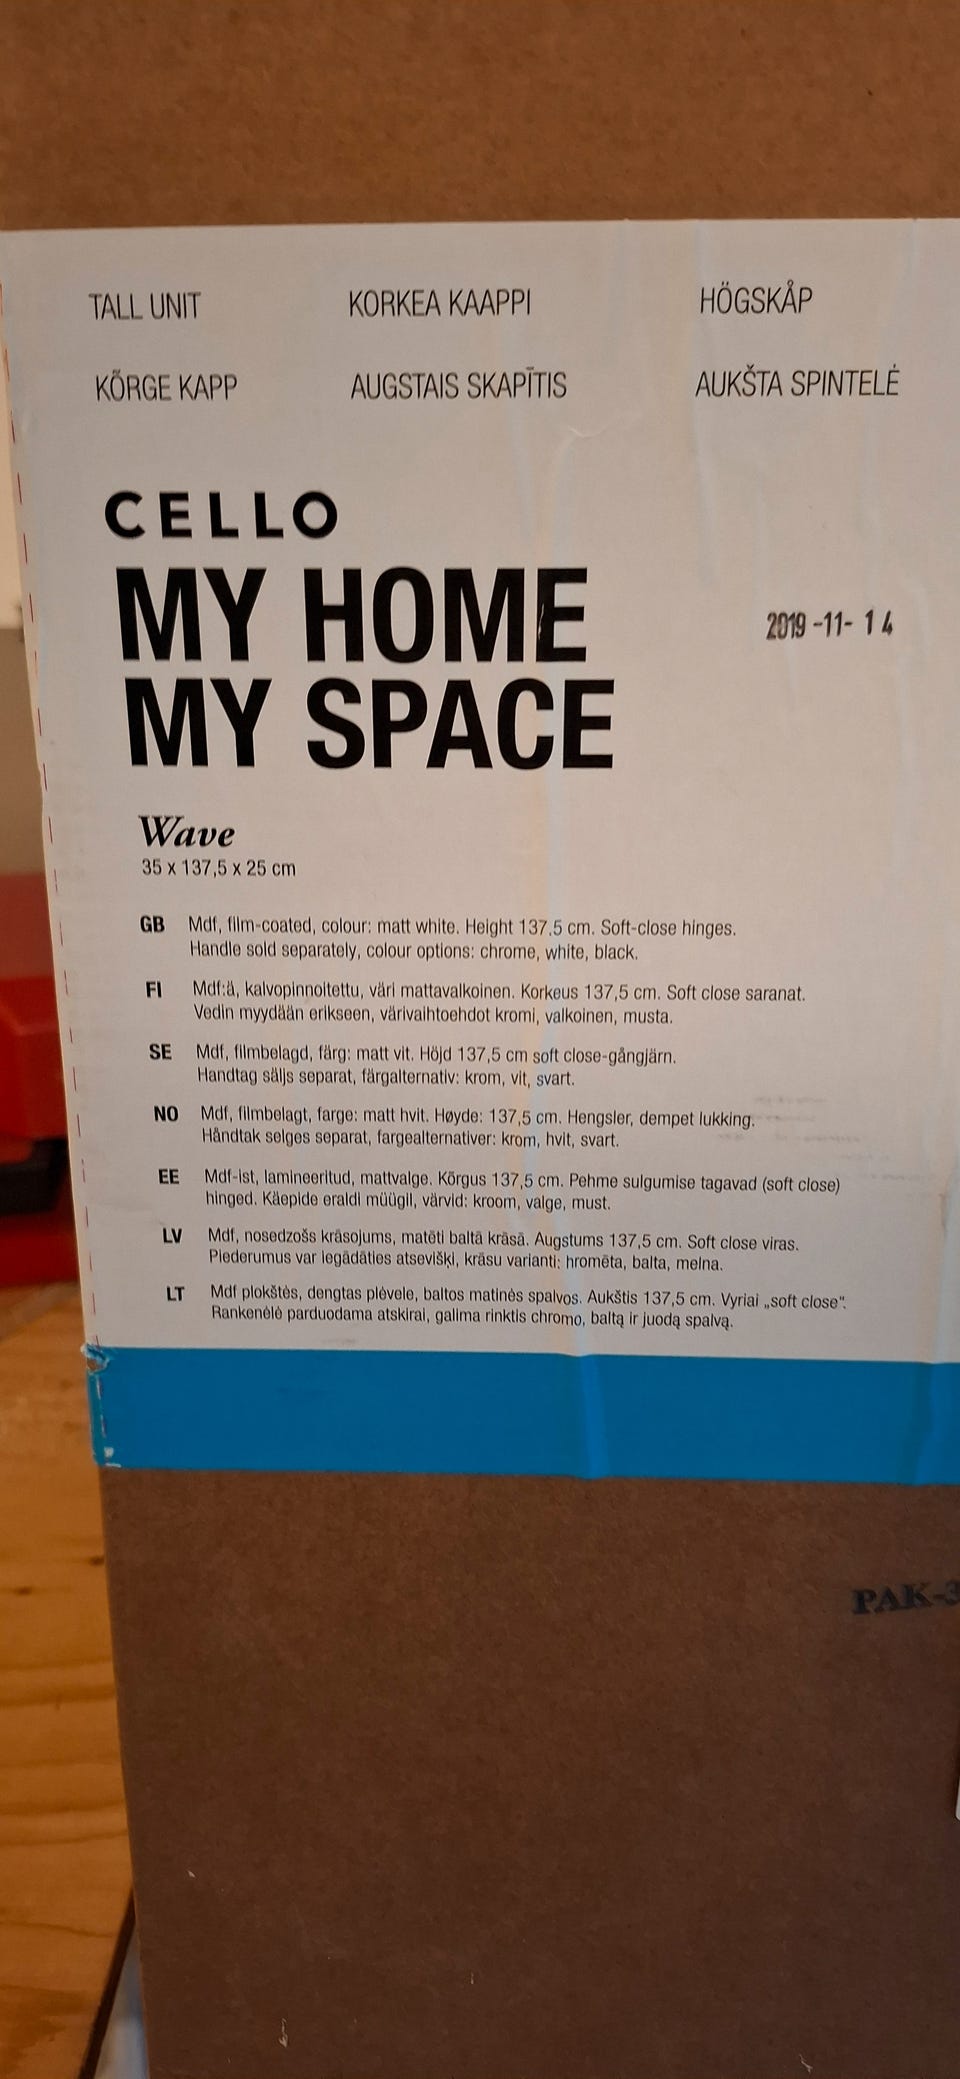 TALL UNIT KORKEA KAAPPI HÖGSKÅP
KÕRGE KAPP AUGSTAIS SKAPĪTIS AUKŠTA SPINTELĖ
CELLO
MY HOME
MY SPACE
2019-11-14
Wave
35 x 137,5 x 25 cm
GB Mdf, film-coated, colour: matt white. Height 137.5 cm. Soft-close hinges.
Handle sold separately, colour options: chrome, white, black.
FI Mdf:ä, kalvopinnoitettu, väri mattavalkoinen. Korkeus 137,5 cm. Soft close saranat.
Vedin myydään erikseen, värivaihtoehdot kromi, valkoinen, musta.
SE Mdf, filmbelagd, färg: matt vit. Höjd 137,5 cm soft close-gångjärn.
Handtag säljs separat, färgalternativ: krom, vit, svart.
NO Mdf, filmbelagt, farge: matt hvit. Høyde: 137,5 cm. Hengsler, dempet lukking.
Håndtak selges separat, fargealternativer: krom, hvit, svart.
EE Mdf-ist, lamineeritud, mattvalge. Kõrgus 137,5 cm. Pehme sulgumise tagavad (soft close)
hinged. Käepide eraldi müügil, värvid: kroom, valge, must.
LV Mdf, nosedzošs krāsojums, matēti baltā krāsā. Augstums 137,5 cm. Soft close viras.
Piederumus var iegādāties atsevišķi, krāsu varianti: hromēta, balta, melna.
LT Mdf plokštės, dengtas plėvele, baltos matinės spalvos. Aukštis 137,5 cm. Vyriai „soft close“.
Rankenėlė parduodama atskirai, galima rinktis chromo, baltą ir juodą spalvą.
PAK-3